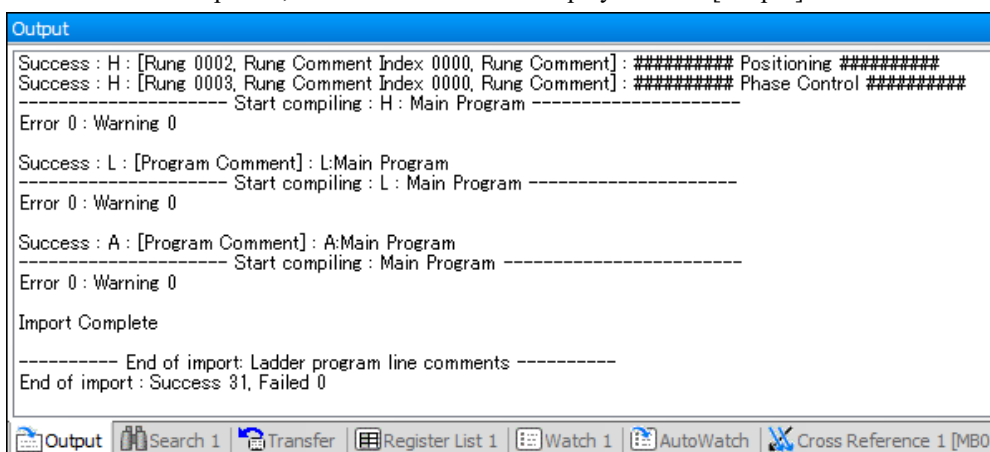 Output
Success : H : [Rung 0002, Rung Comment Index 0000, Rung Comment] : ########## Positioning ##########
Success : H : [Rung 0003, Rung Comment Index 0000, Rung Comment] : ########## Phase Control ##########
--------------------- Start compiling : H : Main Program ---------------------
Error 0 : Warning 0
Success : L : [Program Comment] : L:Main Program
--------------------- Start compiling : L : Main Program ---------------------
Error 0 : Warning 0
Success : A : [Program Comment] : A:Main Program
--------------------- Start compiling : Main Program ------------------------
Error 0 : Warning 0
Import Complete
---------- End of import: Ladder program line comments ----------
End of import : Success 31, Failed 0
Output Search 1 Transfer Register List 1 Watch 1 AutoWatch Cross Reference 1 [MB0